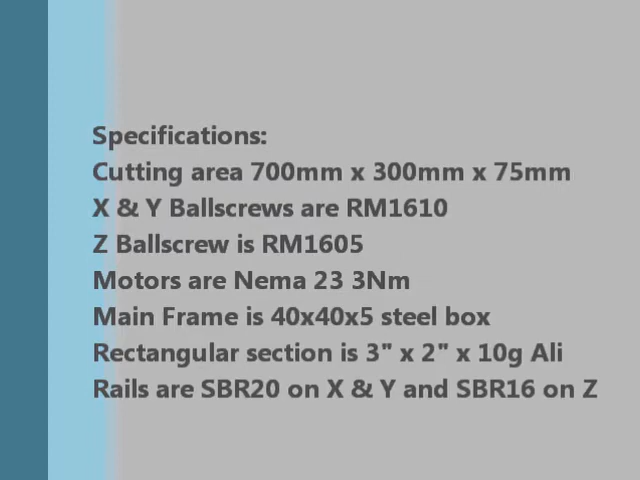 Specifications:
Cutting area 700mm x 300mm x 75mm
X & Y Ballscrews are RM1610
Z Ballscrew is RM1605
Motors are Nema 23 3Nm
Main Frame is 40x40x5 steel box
Rectangular section is 3" x 2" x 10g Ali
Rails are SBR20 on X & Y and SBR16 on Z